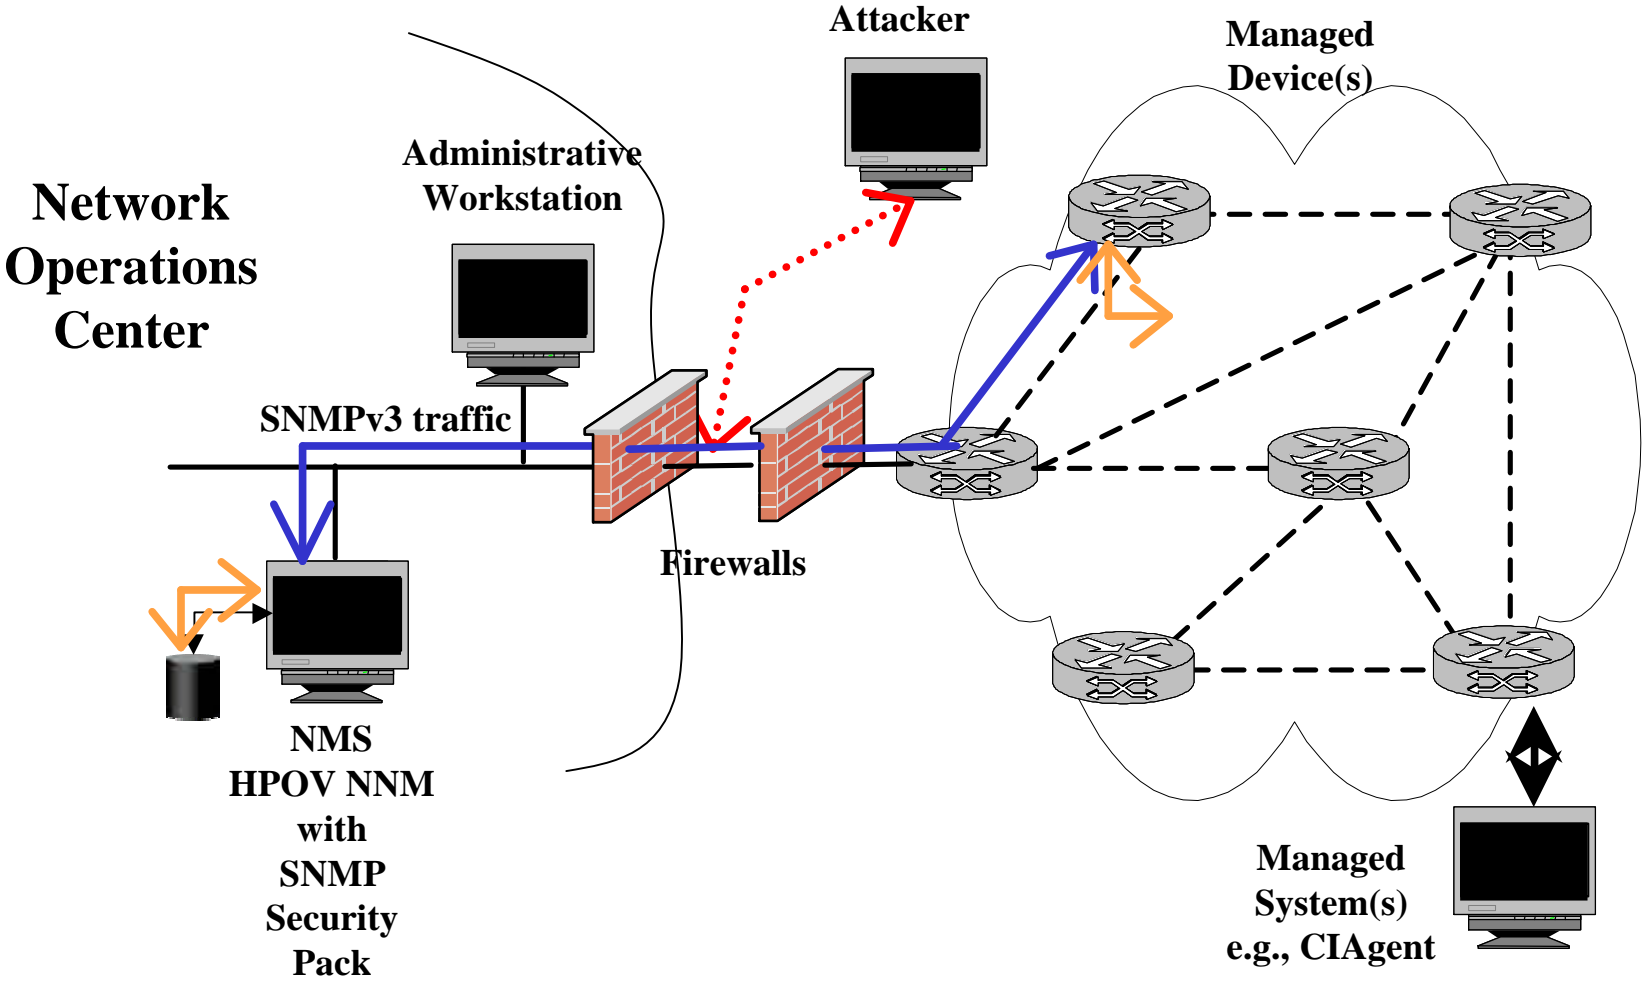 Attacker
Managed
Device(s)
Administrative
Workstation
Network
Operations
Center
SNMPv3 traffic
Firewalls
NMS
HPOV NNM
with
SNMP
Security
Pack
Managed
System(s)
e.g., CIAgent